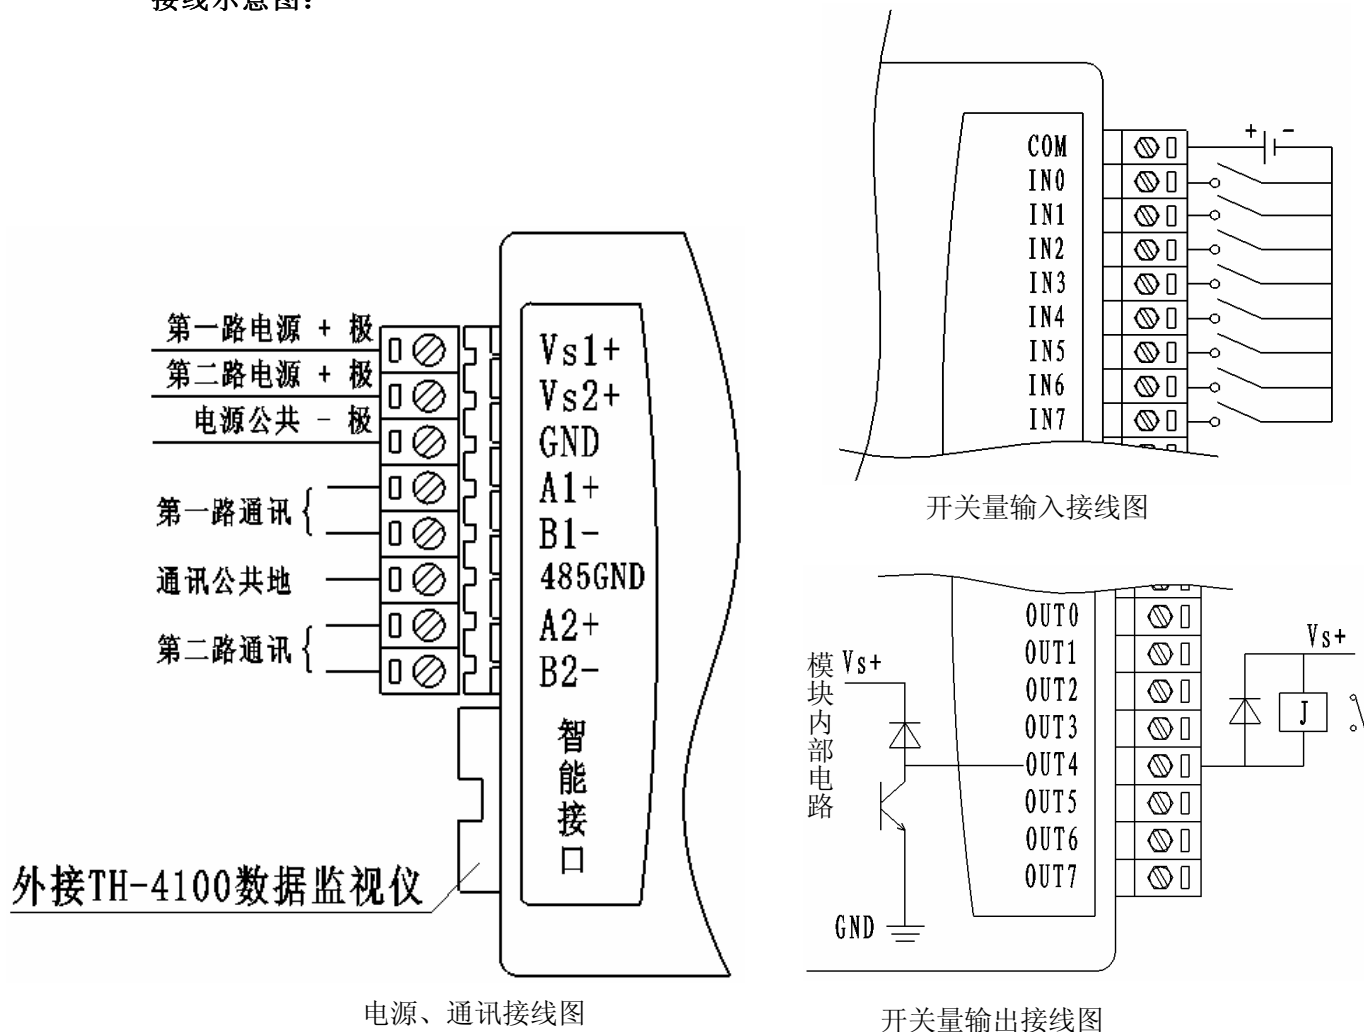 接线示意图：
第一路电源 + 极
第二路电源 + 极
电源公共 - 极
第一路通讯
通讯公共地
第二路通讯
Vs1+
Vs2+
GND
A1+
B1-
485GND
A2+
B2-
智能接口
外接TH-4100数据监视仪
电源、通讯接线图
+ -
COM
IN0
IN1
IN2
IN3
IN4
IN5
IN6
IN7
开关量输入接线图
模块内部电路
Vs+
GND
OUT0
OUT1
OUT2
OUT3
OUT4
OUT5
OUT6
OUT7
Vs+
J
开关量输出接线图